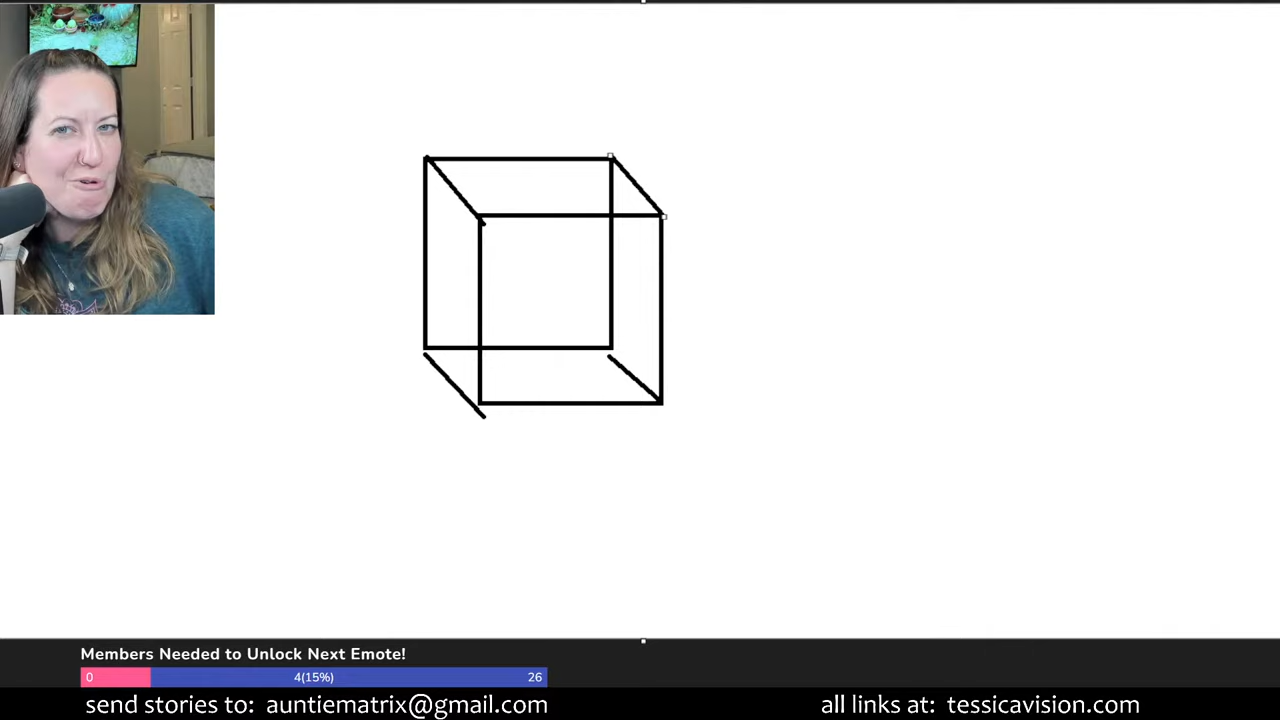 Members Needed to Unlock Next Emote!
0 4(15%) 26
send stories to: auntiematrix@gmail.com
all links at: tessicavision.com